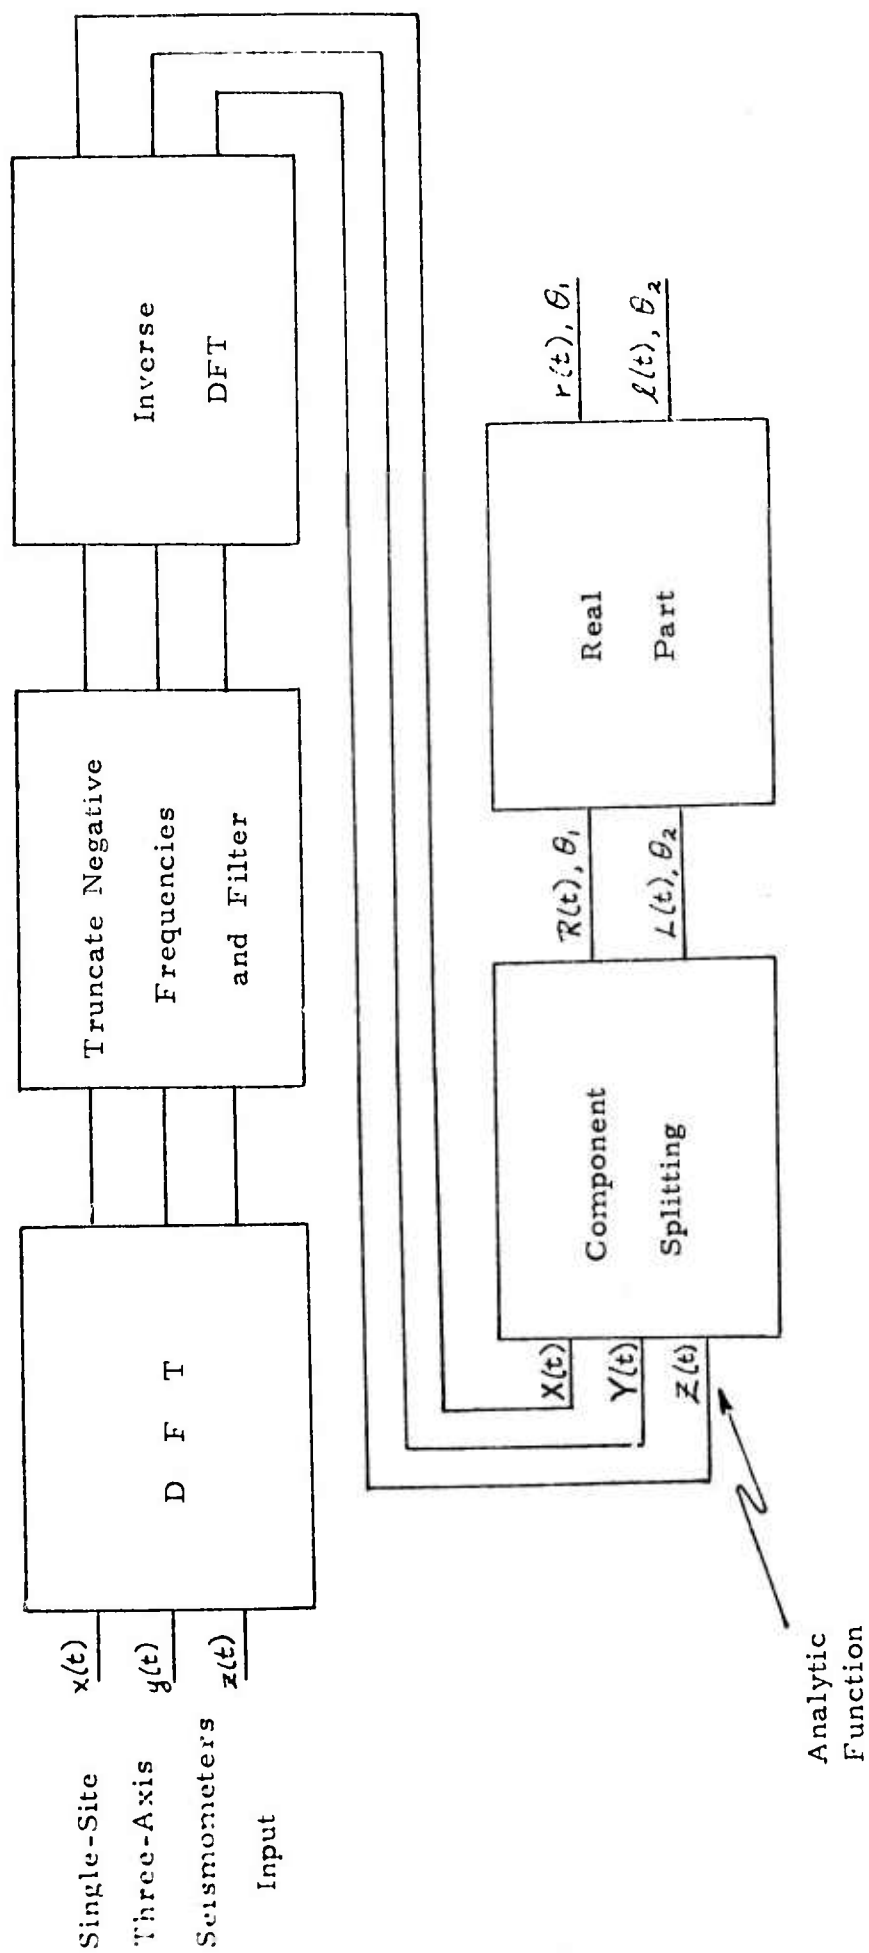 Single-Site
Three-Axis
Seismometers
Input
x(t)
y(t)
z(t)
D F T
Truncate Negative
Frequencies
and Filter
Inverse
DFT
X(t)
Y(t)
Z(t)
Analytic
Function
Component
Splitting
R(t), θ₁
L(t), θ₂
Real
Part
r(t), θ₁
l(t), θ₂